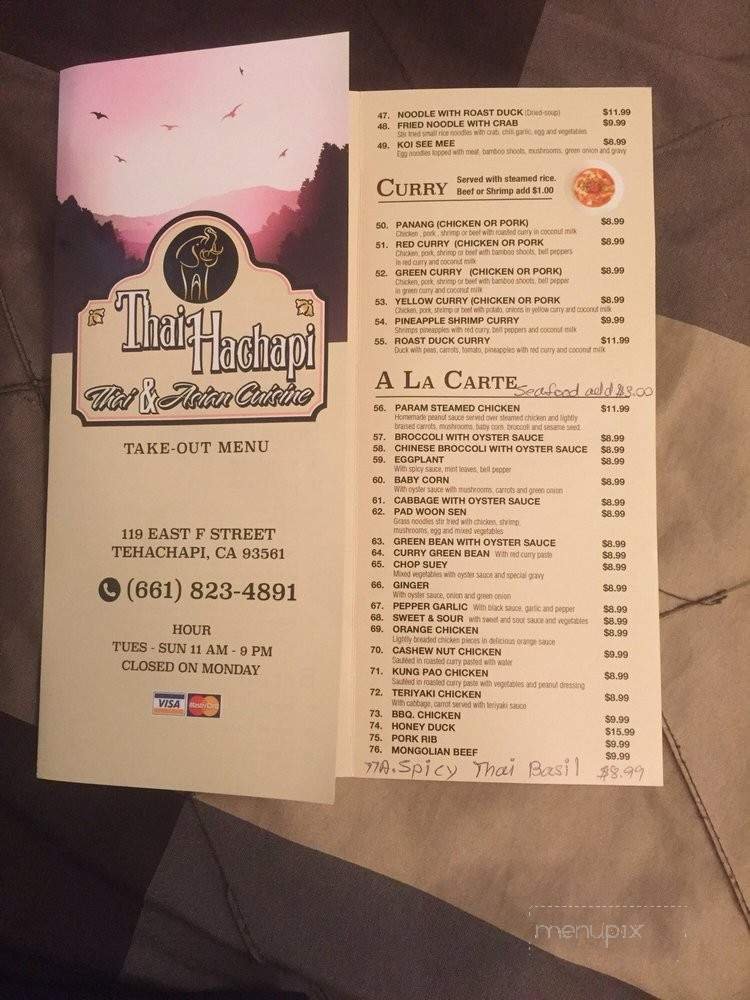 Thai Hachapi
Thai & Asian Cuisine
TAKE-OUT MENU
119 EAST F STREET
TEHACHAPI, CA 93561
(661) 823-4891
HOUR
TUES - SUN 11 AM - 9 PM
CLOSED ON MONDAY
VISA MasterCard
47. NOODLE WITH ROAST DUCK (Dried-soup) $11.99
48. FRIED NOODLE WITH CRAB $9.99
Stir fried small rice noodles with crab, chili garlic, egg and vegetables
49. KOI SEE MEE $8.99
Egg noodles topped with meat, bamboo shoots, mushrooms, green onion and gravy
CURRY Served with steamed rice.
Beef or Shrimp add $1.00
50. PANANG (CHICKEN OR PORK) $8.99
Chicken, pork, shrimp or beef with roasted curry in coconut milk
51. RED CURRY (CHICKEN OR PORK $8.99
Chicken, pork, shrimp or beef with bamboo shoots, bell peppers
in red curry and coconut milk
52. GREEN CURRY (CHICKEN OR PORK) $8.99
Chicken, pork, shrimp or beef with bamboo shoots, bell pepper
in green curry and coconut milk
53. YELLOW CURRY (CHICKEN OR PORK $8.99
Chicken, pork, shrimp or beef with potato, onions in yellow curry and coconut milk
54. PINEAPPLE SHRIMP CURRY $9.99
Shrimps pineapples with red curry, bell peppers and coconut milk
55. ROAST DUCK CURRY $11.99
Duck with peas, carrots, tomato, pineapples with red curry and coconut milk
A LA CARTE Seafood add $3.00
56. PARAM STEAMED CHICKEN $11.99
Homemade peanut sauce served over steamed chicken and lightly
braised carrots, mushrooms, baby corn, broccoli and sesame seed.
57. BROCCOLI WITH OYSTER SAUCE $8.99
58. CHINESE BROCCOLI WITH OYSTER SAUCE $8.99
59. EGGPLANT $8.99
With spicy sauce, mint leaves, bell pepper
60. BABY CORN $8.99
With oyster sauce with mushrooms, carrots and green onion
61. CABBAGE WITH OYSTER SAUCE $8.99
62. PAD WOON SEN $8.99
Grass noodles stir fried with chicken, shrimp,
mushrooms, egg and mixed vegetables
63. GREEN BEAN WITH OYSTER SAUCE $8.99
64. CURRY GREEN BEAN With red curry paste $8.99
65. CHOP SUEY $8.99
Mixed vegetables with oyster sauce and special gravy
66. GINGER $8.99
With oyster sauce, onion and green onion
67. PEPPER GARLIC With black sauce, garlic and pepper $8.99
68. SWEET & SOUR with sweet and sour sauce and vegetables $8.99
69. ORANGE CHICKEN $8.99
Lightly breaded chicken pieces in delicious orange sauce
70. CASHEW NUT CHICKEN $9.99
Sautéed in roasted curry pasted with water
71. KUNG PAO CHICKEN $8.99
Sautéed in roasted curry paste with vegetables and peanut dressing
72. TERIYAKI CHICKEN $8.99
With cabbage, carrot served with teriyaki sauce
73. BBQ. CHICKEN $9.99
74. HONEY DUCK $15.99
75. PORK RIB $9.99
76. MONGOLIAN BEEF $9.99
77A. Spicy Thai Basil $8.99
menupix